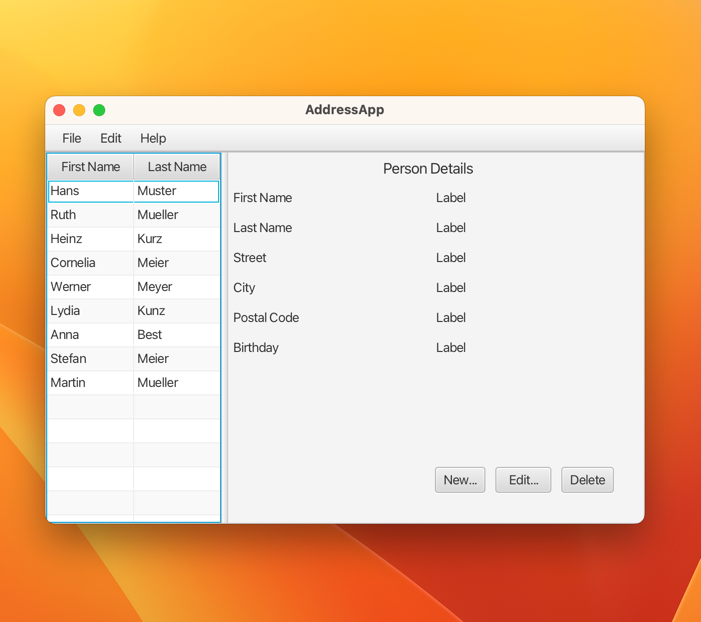 AddressApp
File Edit Help
First Name Last Name
Hans Muster
Ruth Mueller
Heinz Kurz
Cornelia Meier
Werner Meyer
Lydia Kunz
Anna Best
Stefan Meier
Martin Mueller
Person Details
First Name Label
Last Name Label
Street Label
City Label
Postal Code Label
Birthday Label
New... Edit... Delete